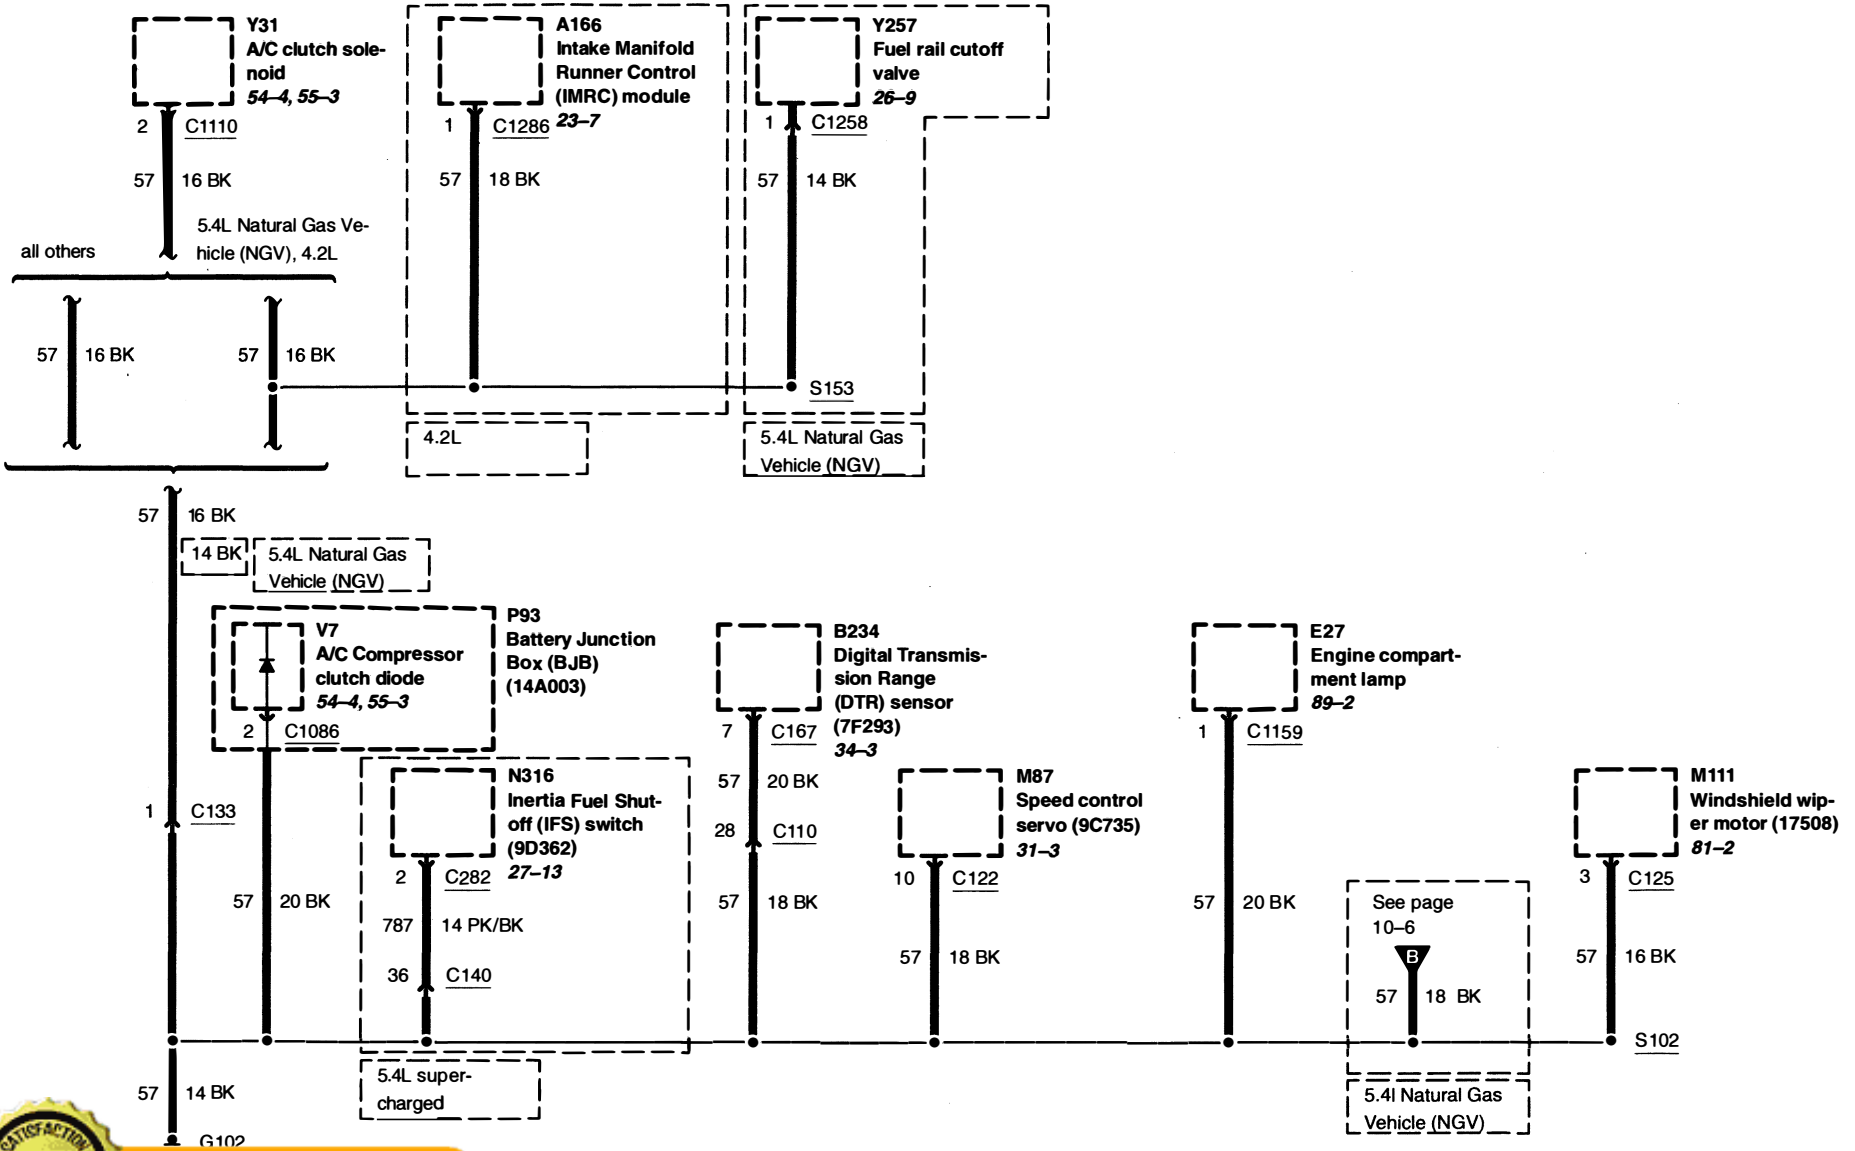 Y31
A/C clutch sole-
noid
54–4, 55–3
2 C1110
57 16 BK
A166
Intake Manifold
Runner Control
(IMRC) module
23–7
1 C1286
57 18 BK
Y257
Fuel rail cutoff
valve
26–9
1 C1258
57 14 BK
all others
5.4L Natural Gas Ve-
hicle (NGV), 4.2L
57 16 BK
57 16 BK
S153
4.2L
5.4L Natural Gas
Vehicle (NGV)
57 16 BK
14 BK
5.4L Natural Gas
Vehicle (NGV)
V7
A/C Compressor
clutch diode
54–4, 55–3
2 C1086
P93
Battery Junction
Box (BJB)
(14A003)
B234
Digital Transmis-
sion Range
(DTR) sensor
(7F293)
34–3
7 C167
57 20 BK
28 C110
57 18 BK
E27
Engine compart-
ment lamp
89–2
1 C1159
57 20 BK
1 C133
57 20 BK
N316
Inertia Fuel Shut-
off (IFS) switch
(9D362)
27–13
2 C282
787 14 PK/BK
36 C140
M87
Speed control
servo (9C735)
31–3
10 C122
57 18 BK
See page
10–6
B
57 18 BK
M111
Windshield wip-
er motor (17508)
81–2
3 C125
57 16 BK
S102
57 14 BK
G102
5.4L super-
charged
5.4l Natural Gas
Vehicle (NGV)
SATISFACTION